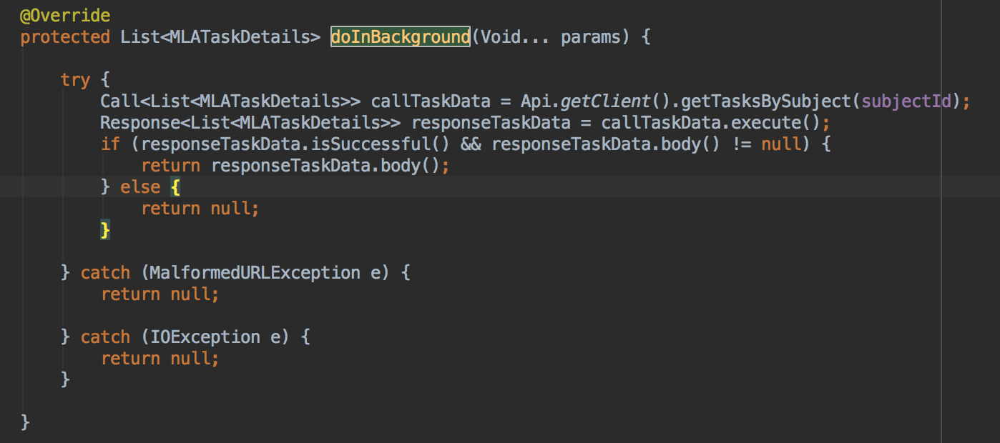 @Override
protected List<MLATaskDetails> doInBackground(Void... params) {
try {
Call<List<MLATaskDetails>> callTaskData = Api.getClient().getTasksBySubject(subjectId);
Response<List<MLATaskDetails>> responseTaskData = callTaskData.execute();
if (responseTaskData.isSuccessful() && responseTaskData.body() != null) {
return responseTaskData.body();
} else {
return null;
}
} catch (MalformedURLException e) {
return null;
} catch (IOException e) {
return null;
}
}